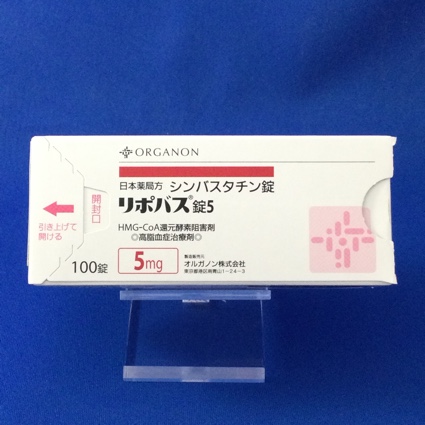 ORGANON
日本薬局方 シンバスタチン錠
リポバス®錠5
HMG-CoA還元酵素阻害剤
◎高脂血症治療剤◎
5mg
100錠
製造販売元
オルガノン株式会社
東京都港区南青山1-24-3
開封口
引き上げて
開ける